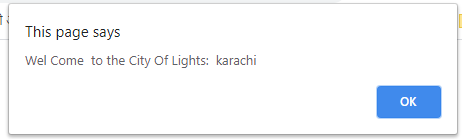 This page says
Wel Come  to the City Of Lights:  karachi
OK